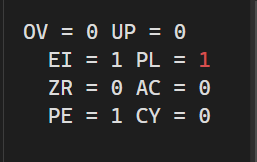 OV = 0 UP = 0
EI = 1 PL = 1
ZR = 0 AC = 0
PE = 1 CY = 0